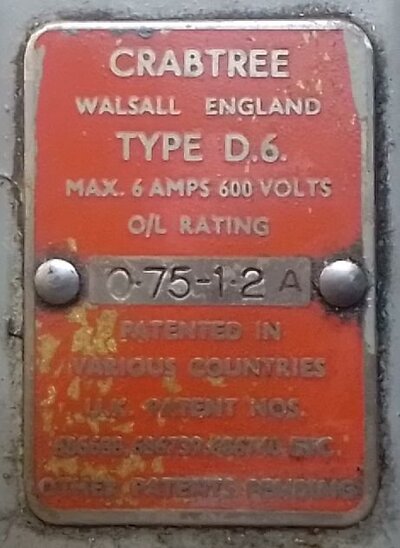 CRABTREE
WALSALL ENGLAND
TYPE D.6.
MAX. 6 AMPS 600 VOLTS
O/L RATING
0·75-1·2 A
PATENTED IN
VARIOUS COUNTRIES
U.K. PATENT NOS.
ETC.
OTHER PATENTS PENDING